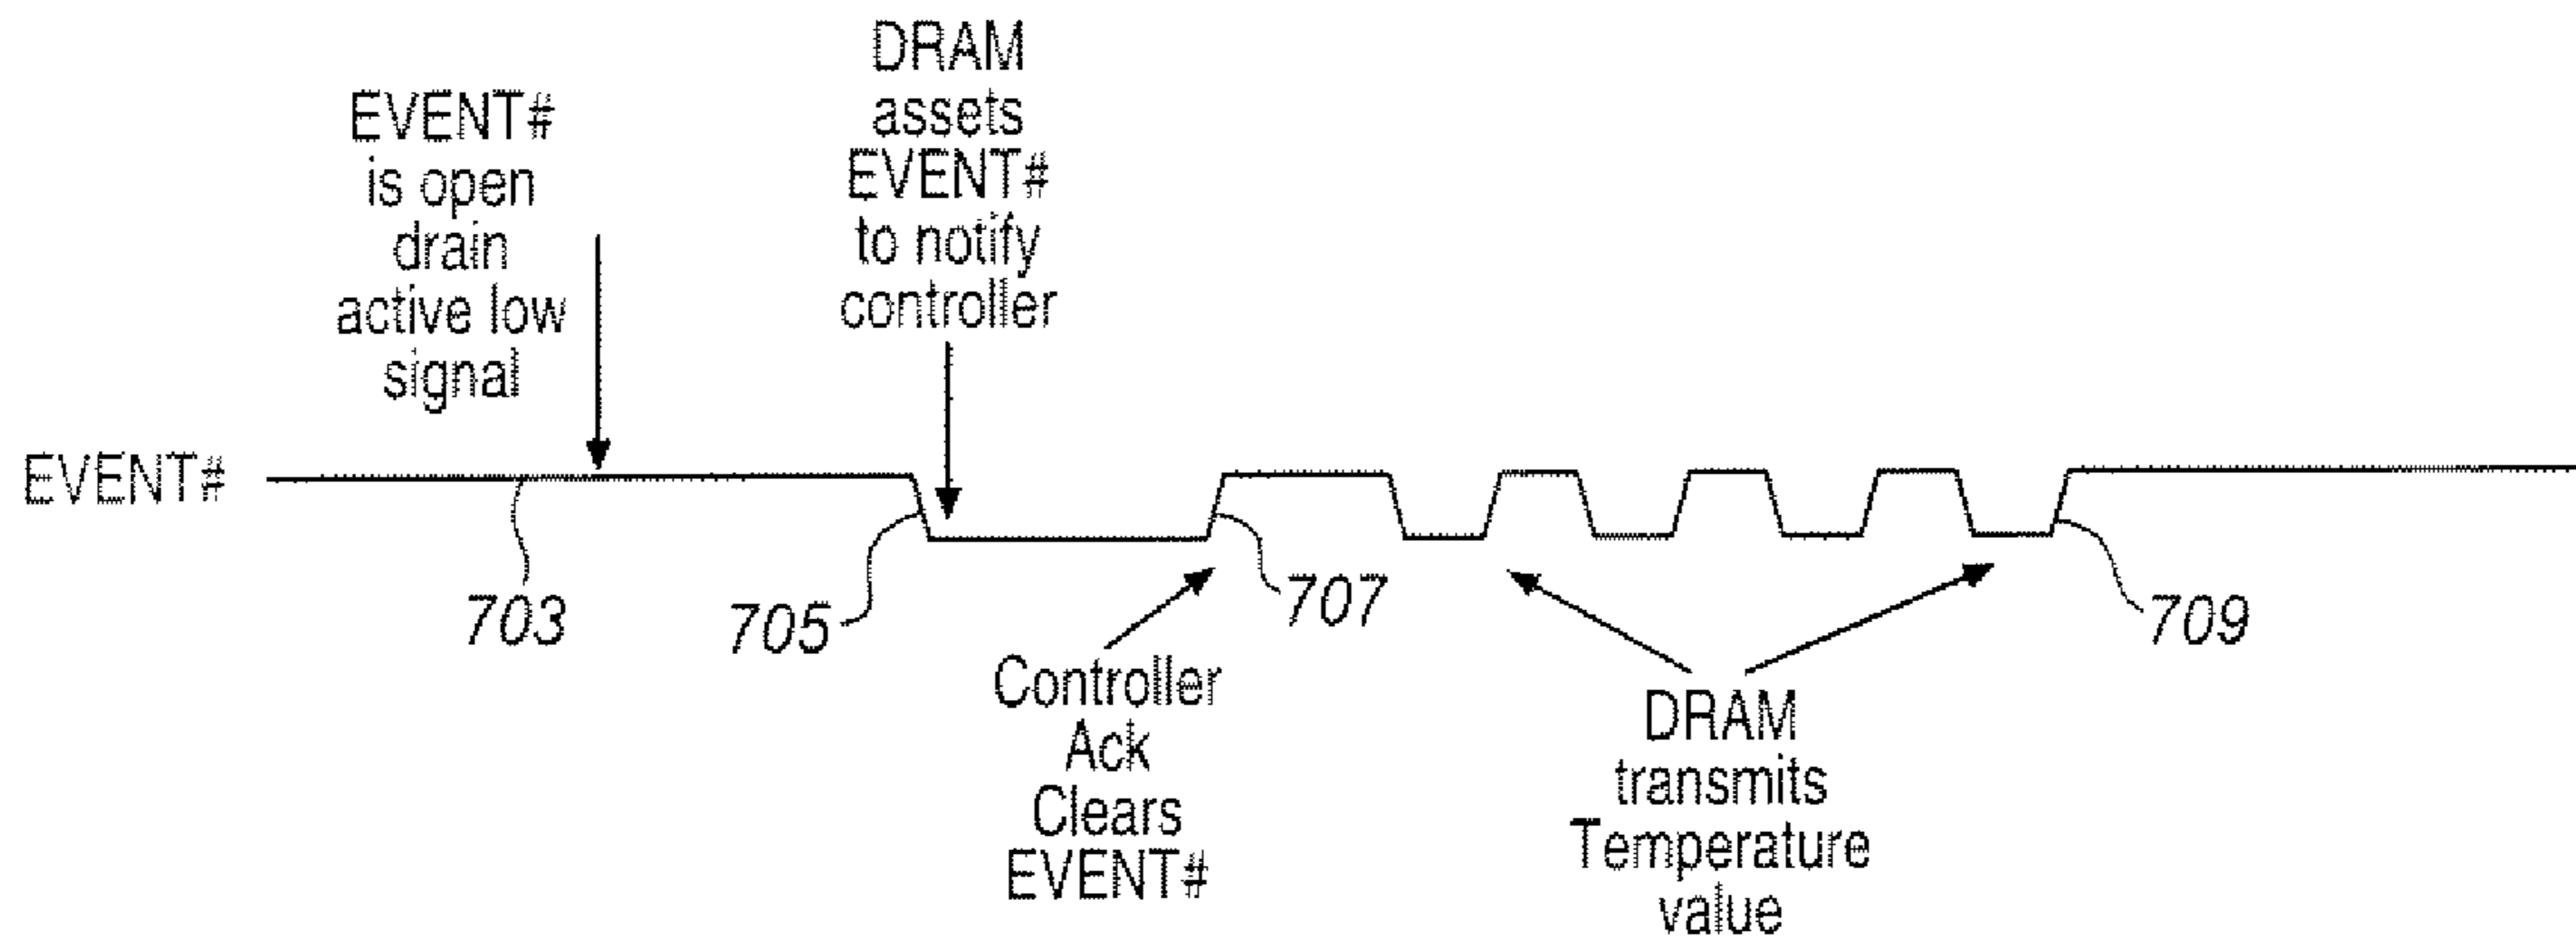 EVENT#
is open
drain
active low
signal
DRAM
assets
EVENT#
to notify
controller
EVENT#
703
705
707
709
Controller
Ack
Clears
EVENT#
DRAM
transmits
Temperature
value